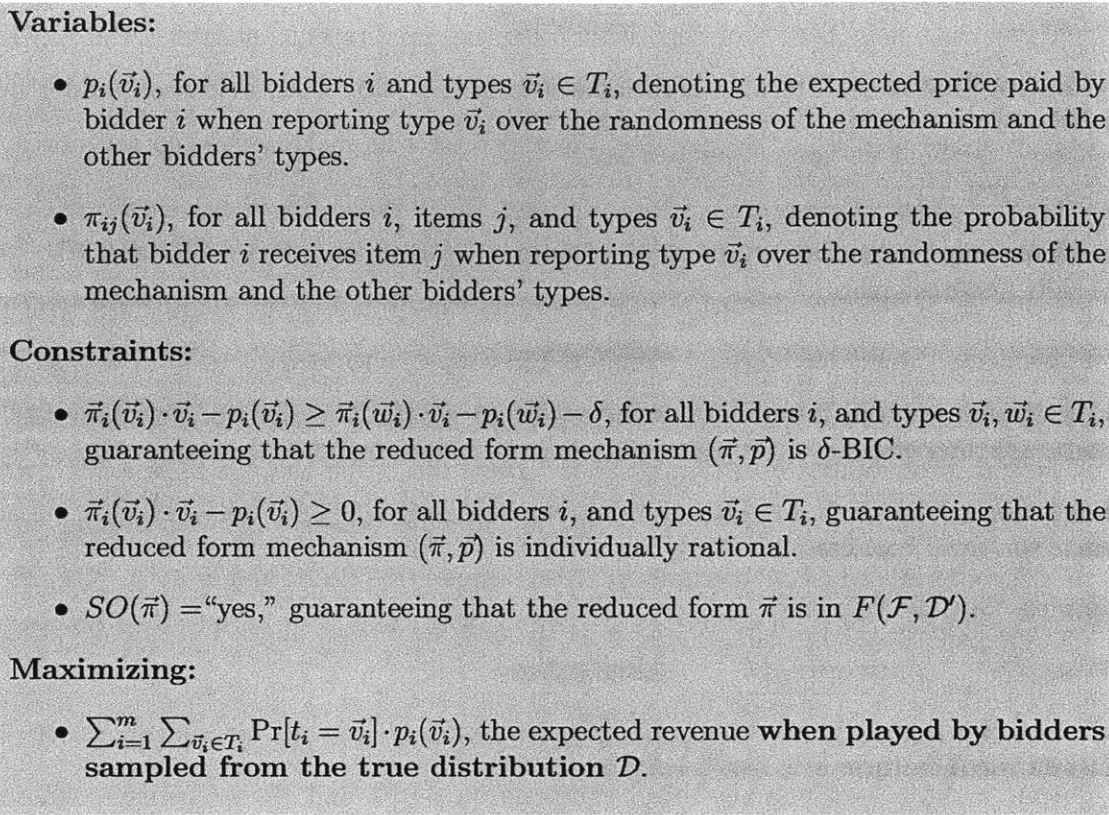 Variables:
• p_i(v⃗_i), for all bidders i and types v⃗_i ∈ T_i, denoting the expected price paid by
bidder i when reporting type v⃗_i over the randomness of the mechanism and the
other bidders' types.
• π_{ij}(v⃗_i), for all bidders i, items j, and types v⃗_i ∈ T_i, denoting the probability
that bidder i receives item j when reporting type v⃗_i over the randomness of the
mechanism and the other bidders' types.
Constraints:
• π⃗_i(v⃗_i) · v⃗_i − p_i(v⃗_i) ≥ π⃗_i(w⃗_i) · v⃗_i − p_i(w⃗_i) − δ, for all bidders i, and types v⃗_i, w⃗_i ∈ T_i,
guaranteeing that the reduced form mechanism (π⃗, p⃗) is δ-BIC.
• π⃗_i(v⃗_i) · v⃗_i − p_i(v⃗_i) ≥ 0, for all bidders i, and types v⃗_i ∈ T_i, guaranteeing that the
reduced form mechanism (π⃗, p⃗) is individually rational.
• SO(π⃗) = "yes," guaranteeing that the reduced form π⃗ is in F(ℱ, 𝒟′).
Maximizing:
• ∑_{i=1}^{m} ∑_{v⃗_i∈T_i} Pr[t_i = v⃗_i] · p_i(v⃗_i), the expected revenue when played by bidders
sampled from the true distribution 𝒟.